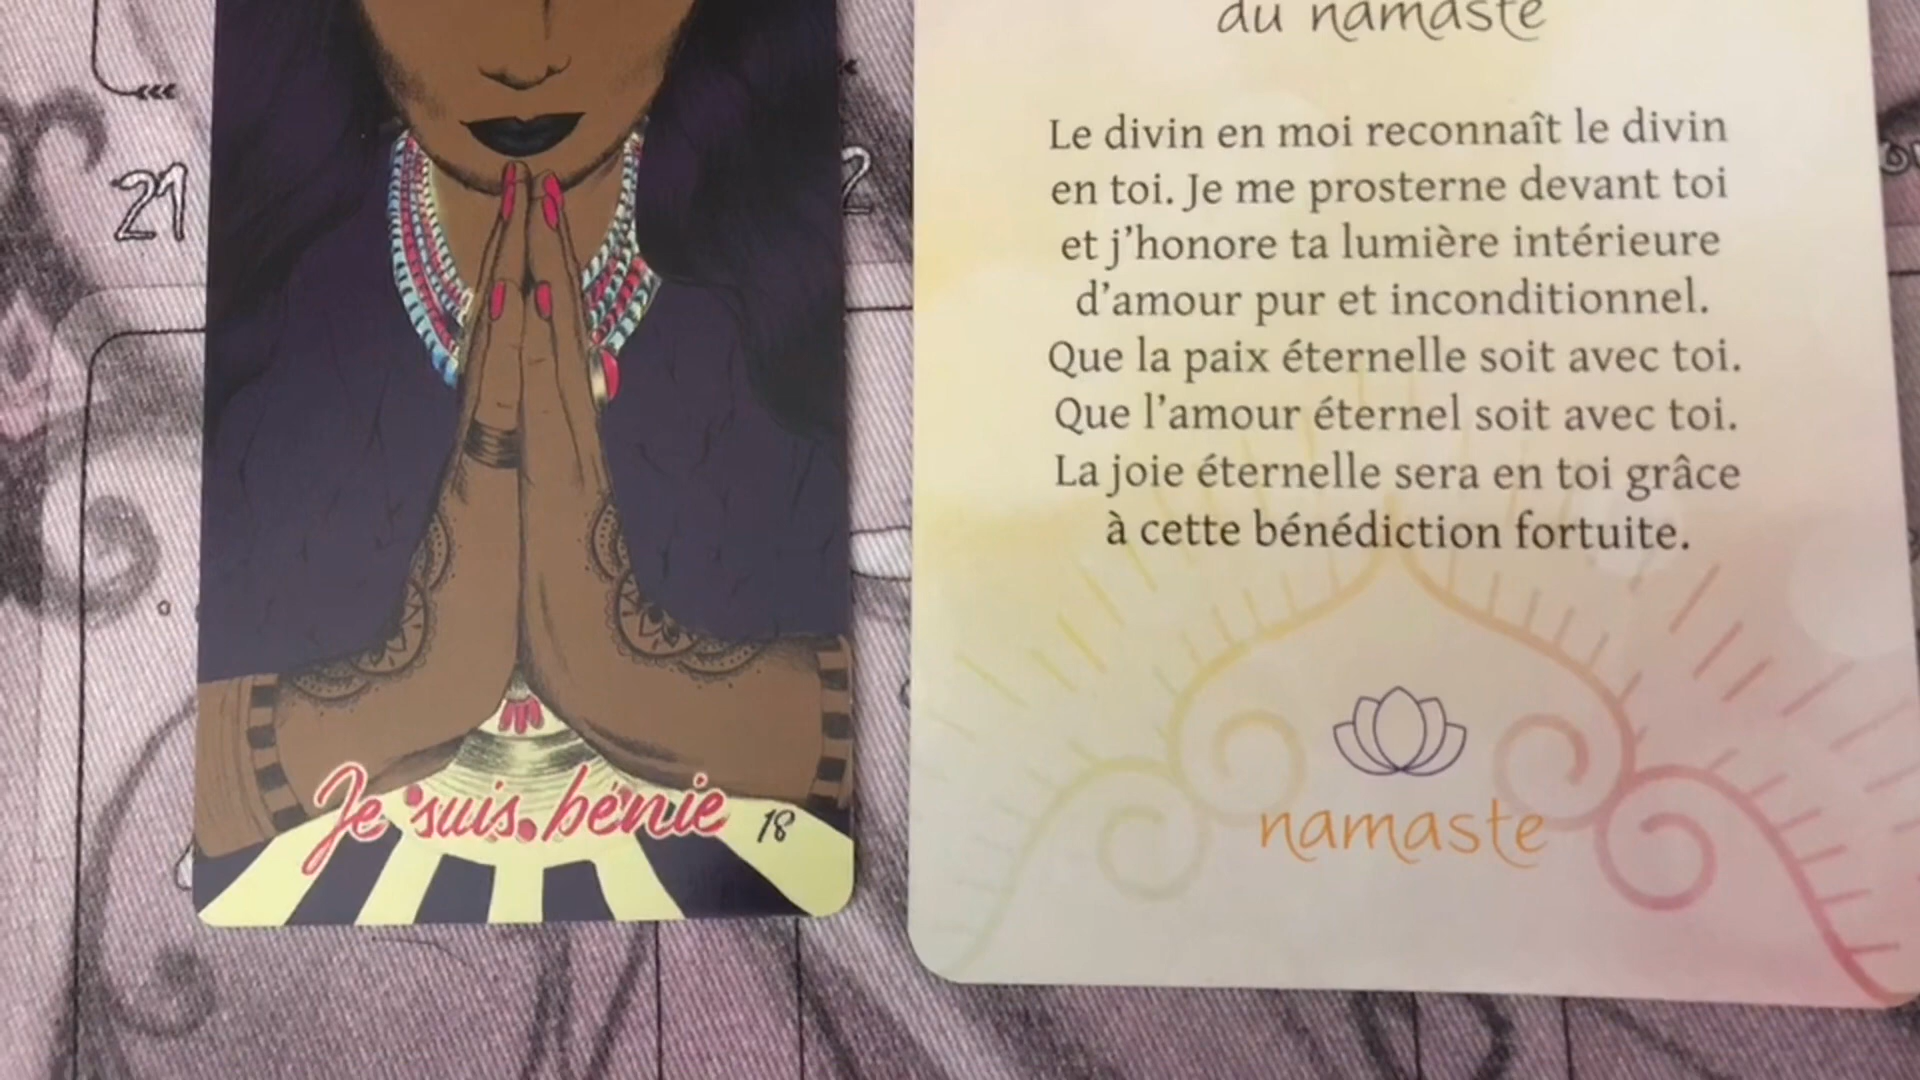 21
2
Je suis bénie 18
du namaste
Le divin en moi reconnaît le divin
en toi. Je me prosterne devant toi
et j'honore ta lumière intérieure
d'amour pur et inconditionnel.
Que la paix éternelle soit avec toi.
Que l'amour éternel soit avec toi.
La joie éternelle sera en toi grâce
à cette bénédiction fortuite.
namaste